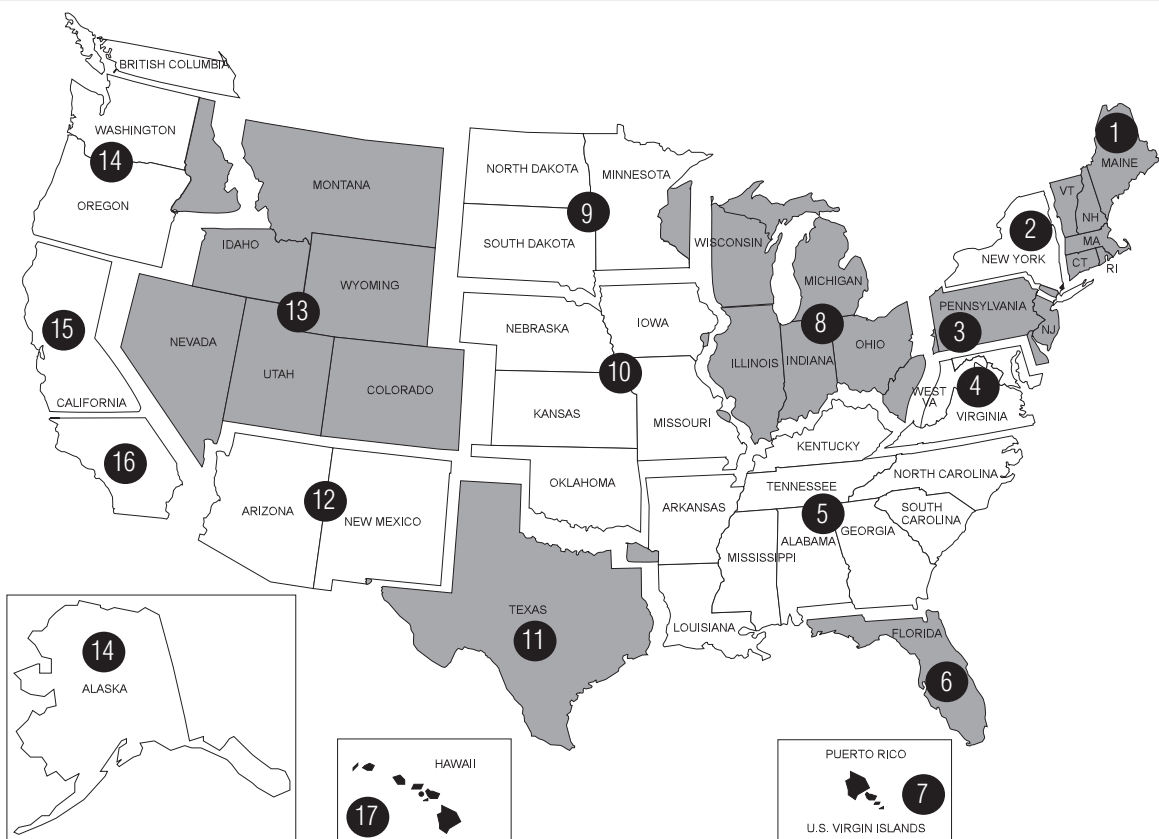 BRITISH COLUMBIA
WASHINGTON
14
OREGON
MONTANA
IDAHO
WYOMING
13
NEVADA
UTAH
COLORADO
15
CALIFORNIA
16
ARIZONA
12
NEW MEXICO
NORTH DAKOTA
MINNESOTA
9
SOUTH DAKOTA
NEBRASKA
IOWA
10
KANSAS
MISSOURI
OKLAHOMA
ARKANSAS
TEXAS
11
LOUISIANA
WISCONSIN
MICHIGAN
8
ILLINOIS
INDIANA
OHIO
KENTUCKY
TENNESSEE
5
MISSISSIPPI
ALABAMA
GEORGIA
NORTH CAROLINA
SOUTH
CAROLINA
FLORIDA
6
1
MAINE
VT
NH
MA
CT
RI
2
NEW YORK
PENNSYLVANIA
3
NJ
4
WEST
VA
VIRGINIA
14
ALASKA
HAWAII
17
PUERTO RICO
7
U.S. VIRGIN ISLANDS